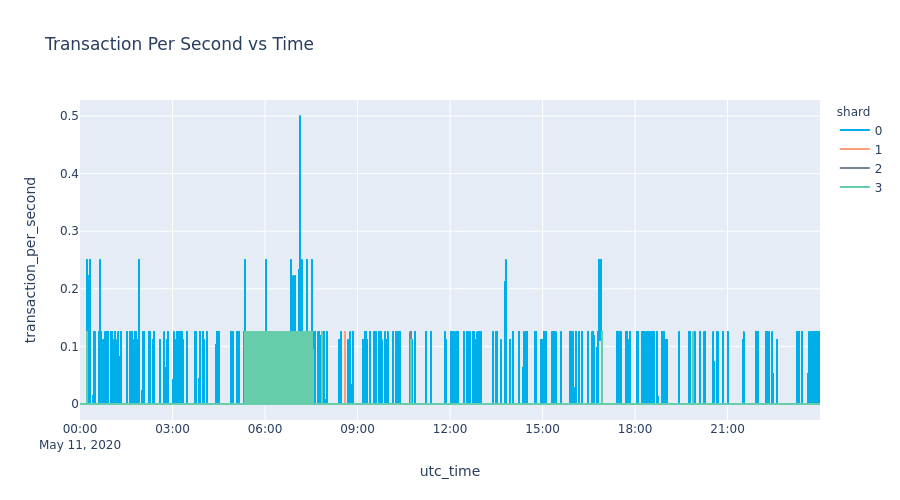 Transaction Per Second vs Time
shard
0
1
2
3
transaction_per_second
0.5
0.4
0.3
0.2
0.1
0
00:00 03:00 06:00 09:00 12:00 15:00 18:00 21:00
May 11, 2020
utc_time